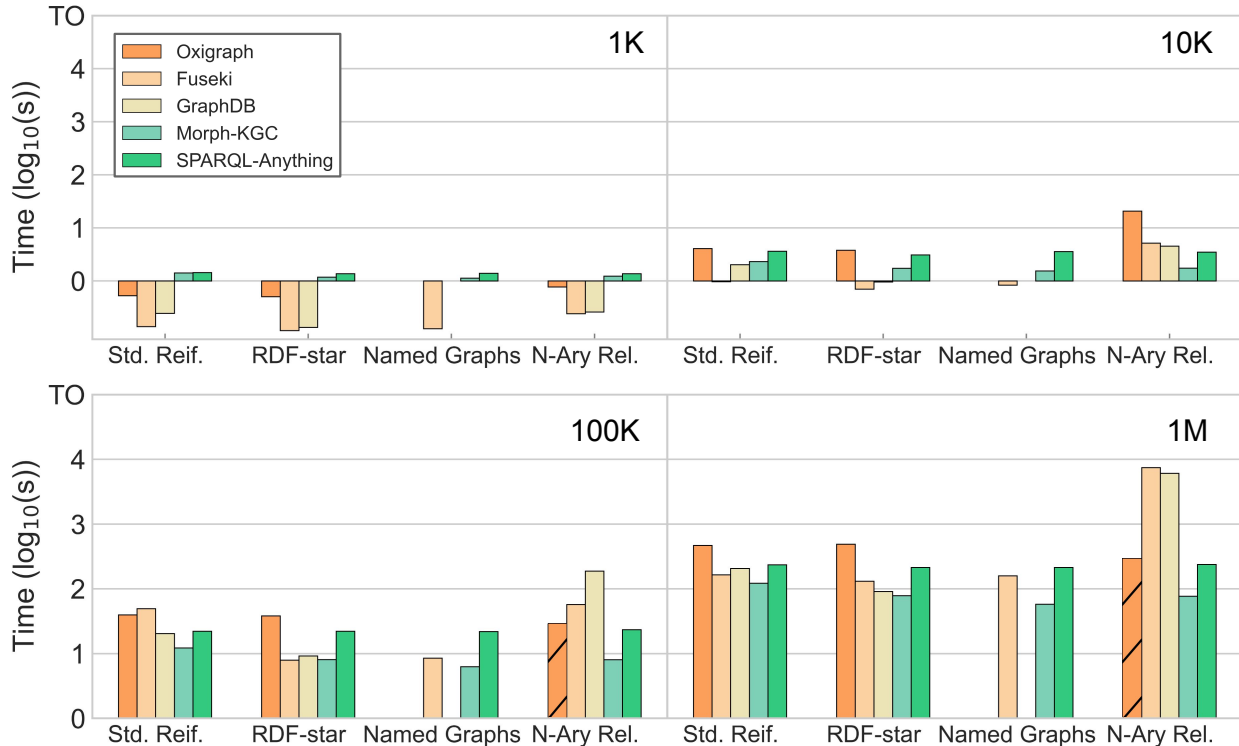 TO
1K
10K
Oxigraph
Fuseki
GraphDB
Morph-KGC
SPARQL-Anything
Time (log10(s))
4
3
2
1
0
Std. Reif.
RDF-star
Named Graphs
N-Ary Rel.
Std. Reif.
RDF-star
Named Graphs
N-Ary Rel.
TO
100K
1M
Time (log10(s))
4
3
2
1
0
Std. Reif.
RDF-star
Named Graphs
N-Ary Rel.
Std. Reif.
RDF-star
Named Graphs
N-Ary Rel.